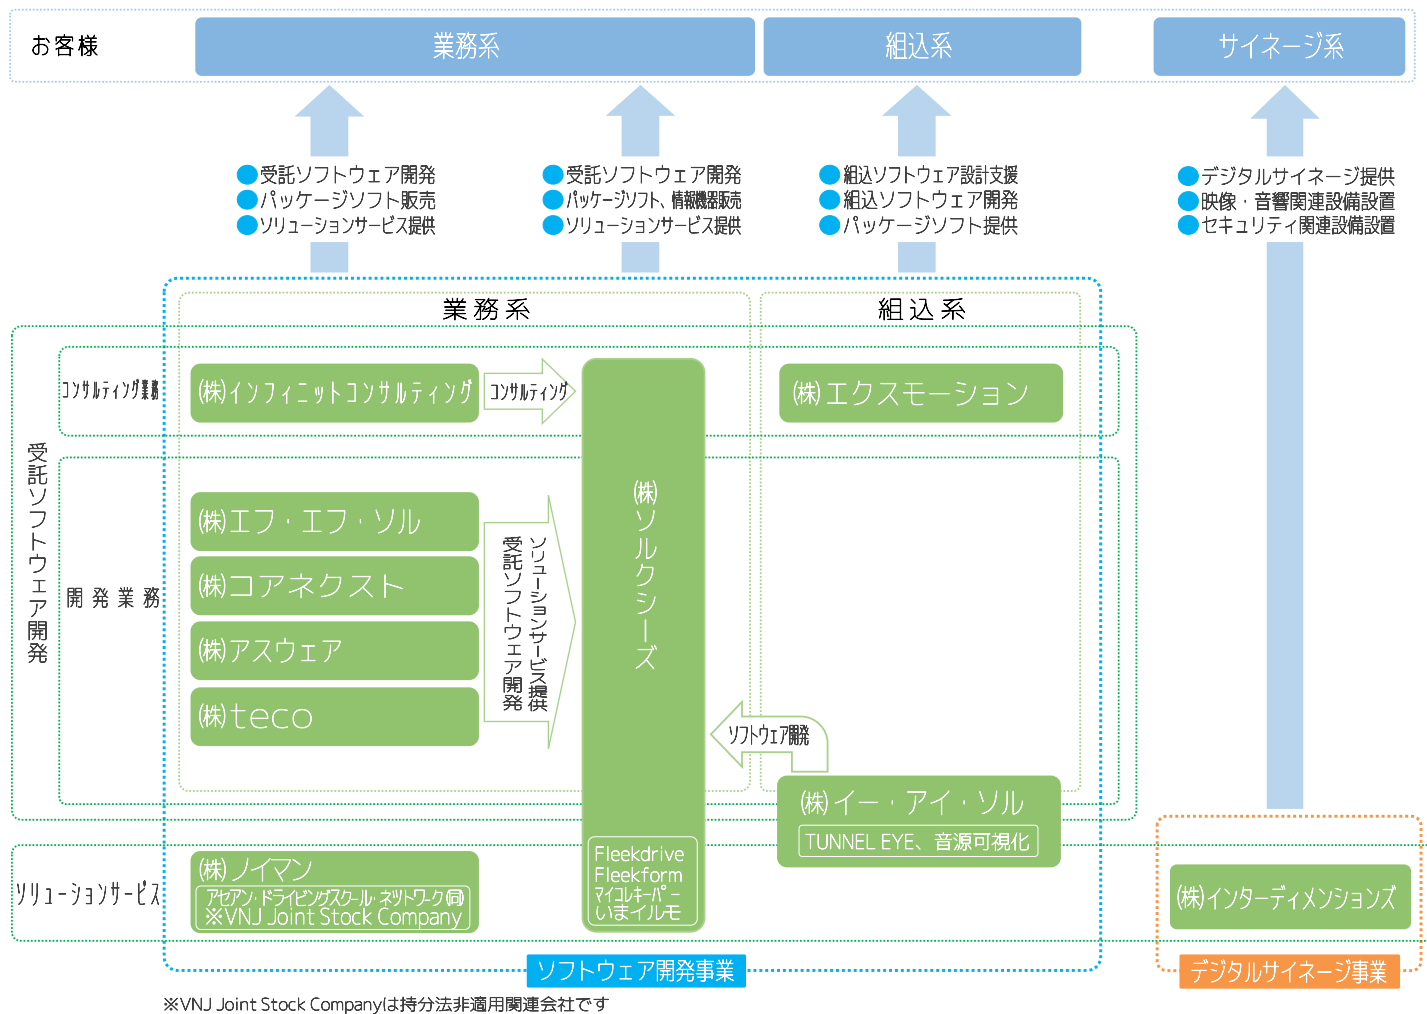 お客様
業務系
組込系
サイネージ系
受託ソフトウェア開発
パッケージソフト販売
ソリューションサービス提供
受託ソフトウェア開発
パッケージソフト、情報機器販売
ソリューションサービス提供
組込ソフトウェア設計支援
組込ソフトウェア開発
パッケージソフト提供
デジタルサイネージ提供
映像・音響関連設備設置
セキュリティ関連設備設置
業務系
組込系
受託ソフトウェア開発
コンサルティング業務
㈱インフィニットコンサルティング
コンサルティング
㈱エクスモーション
開発業務
㈱エフ・エフ・ソル
㈱コアネクスト
㈱アスウェア
㈱teco
ソリューションサービス提供
受託ソフトウェア開発
㈱ソルクシーズ
ソフトウェア開発
㈱イー・アイ・ソル
TUNNEL EYE、音源可視化
Fleekdrive
Fleekform
マイコレキーパー
いまイルモ
ソリューションサービス
㈱ノイマン
アセアン・ドライビングスクール・ネットワーク(同)
※VNJ Joint Stock Company
㈱インターディメンションズ
ソフトウェア開発事業
デジタルサイネージ事業
※VNJ Joint Stock Companyは持分法非適用関連会社です